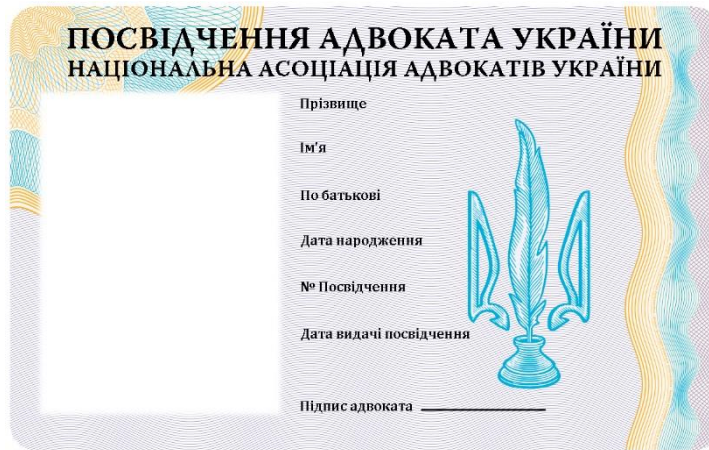 ПОСВІДЧЕННЯ АДВОКАТА УКРАЇНИ
НАЦІОНАЛЬНА АСОЦІАЦІЯ АДВОКАТІВ УКРАЇНИ
Прізвище
Ім’я
По батькові
Дата народження
№ Посвідчення
Дата видачі посвідчення
Підпис адвоката